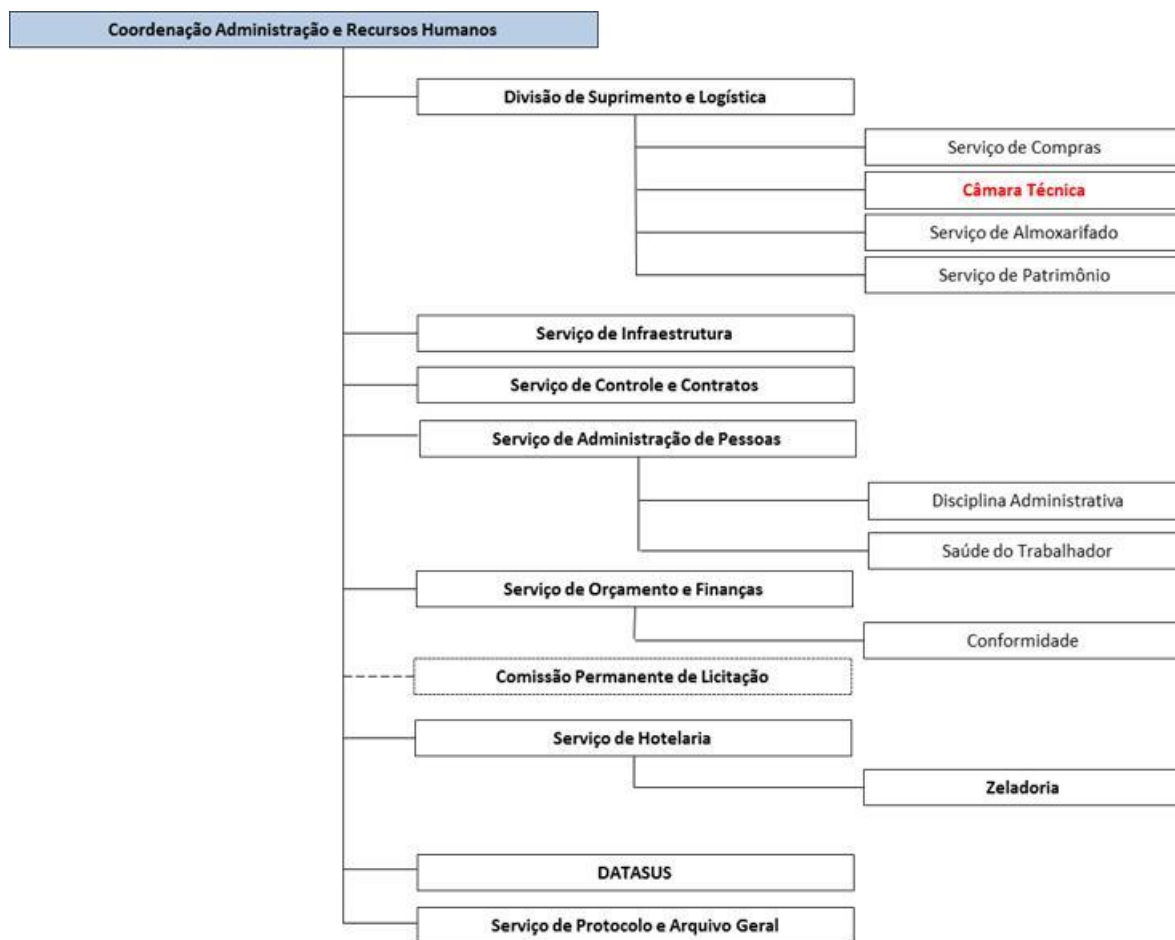 Coordenação Administração e Recursos Humanos
Divisão de Suprimento e Logística
Serviço de Compras
Câmara Técnica
Serviço de Almoxarifado
Serviço de Patrimônio
Serviço de Infraestrutura
Serviço de Controle e Contratos
Serviço de Administração de Pessoas
Disciplina Administrativa
Saúde do Trabalhador
Serviço de Orçamento e Finanças
Conformidade
Comissão Permanente de Licitação
Serviço de Hotelaria
Zeladoria
DATASUS
Serviço de Protocolo e Arquivo Geral